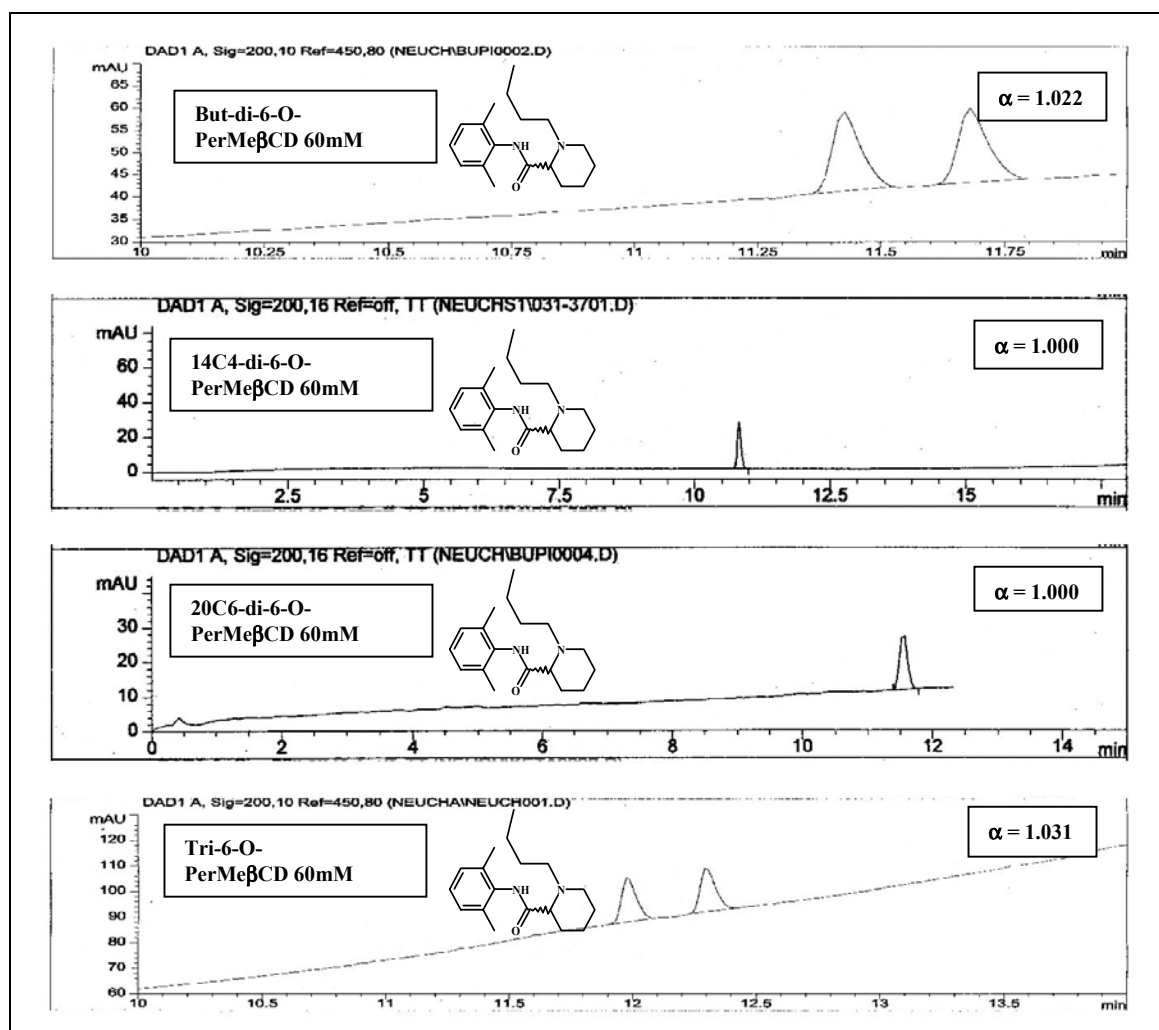 DAD1 A, Sig=200,10 Ref=450,80 (NEUCH\BUPI0002.D)
mAU
65
60
55
50
45
40
35
30
But-di-6-O-
PerMeβCD 60mM
NH
N
O
α = 1.022
10 10.25 10.5 10.75 11 11.25 11.5 11.75 min
DAD1 A, Sig=200,16 Ref=off, TT (NEUCHS1\031-3701.D)
mAU
60
40
20
0
14C4-di-6-O-
PerMeβCD 60mM
NH
N
O
α = 1.000
2.5 5 7.5 10 12.5 15 min
DAD1 A, Sig=200,16 Ref=off, TT (NEUCH\BUPI0004.D)
mAU
30
20
10
0
20C6-di-6-O-
PerMeβCD 60mM
NH
N
O
α = 1.000
0 2 4 6 8 10 12 14 min
DAD1 A, Sig=200,10 Ref=450,80 (NEUCHA\NEUCH001.D)
mAU
120
110
100
90
80
70
60
Tri-6-O-
PerMeβCD 60mM
NH
N
O
α = 1.031
10 10.5 11 11.5 12 12.5 13 13.5 min